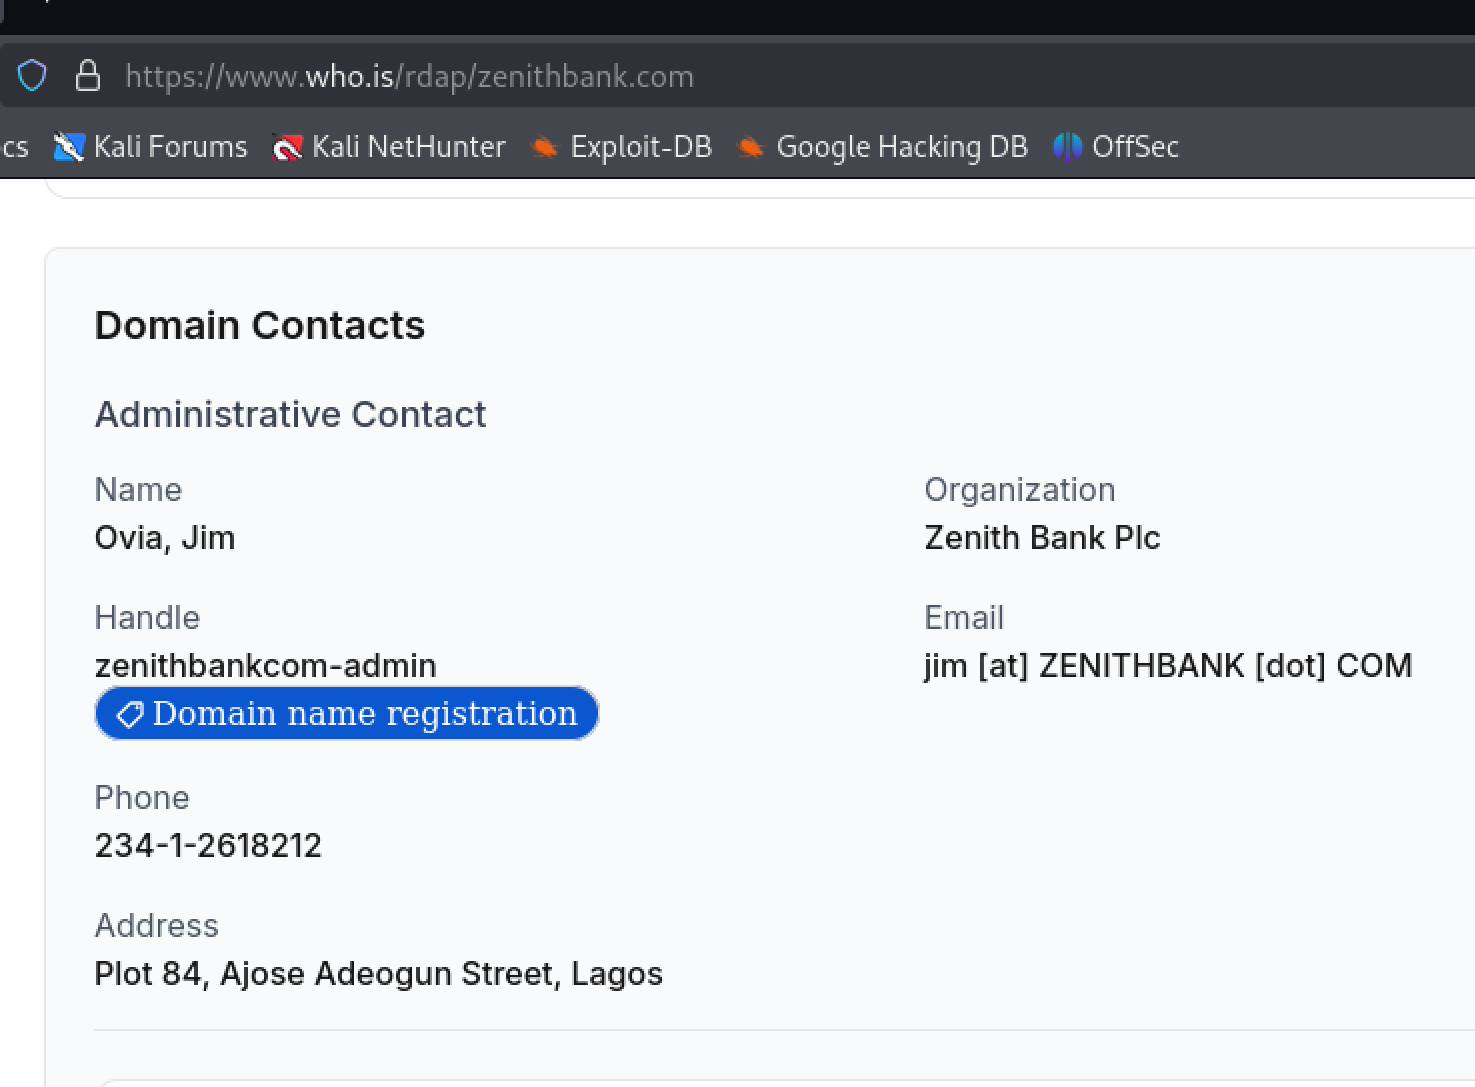 https://www.who.is/rdap/zenithbank.com
cs Kali Forums Kali NetHunter Exploit-DB Google Hacking DB OffSec
Domain Contacts
Administrative Contact
Name Organization
Ovia, Jim Zenith Bank Plc
Handle Email
zenithbankcom-admin jim [at] ZENITHBANK [dot] COM
Domain name registration
Phone
234-1-2618212
Address
Plot 84, Ajose Adeogun Street, Lagos